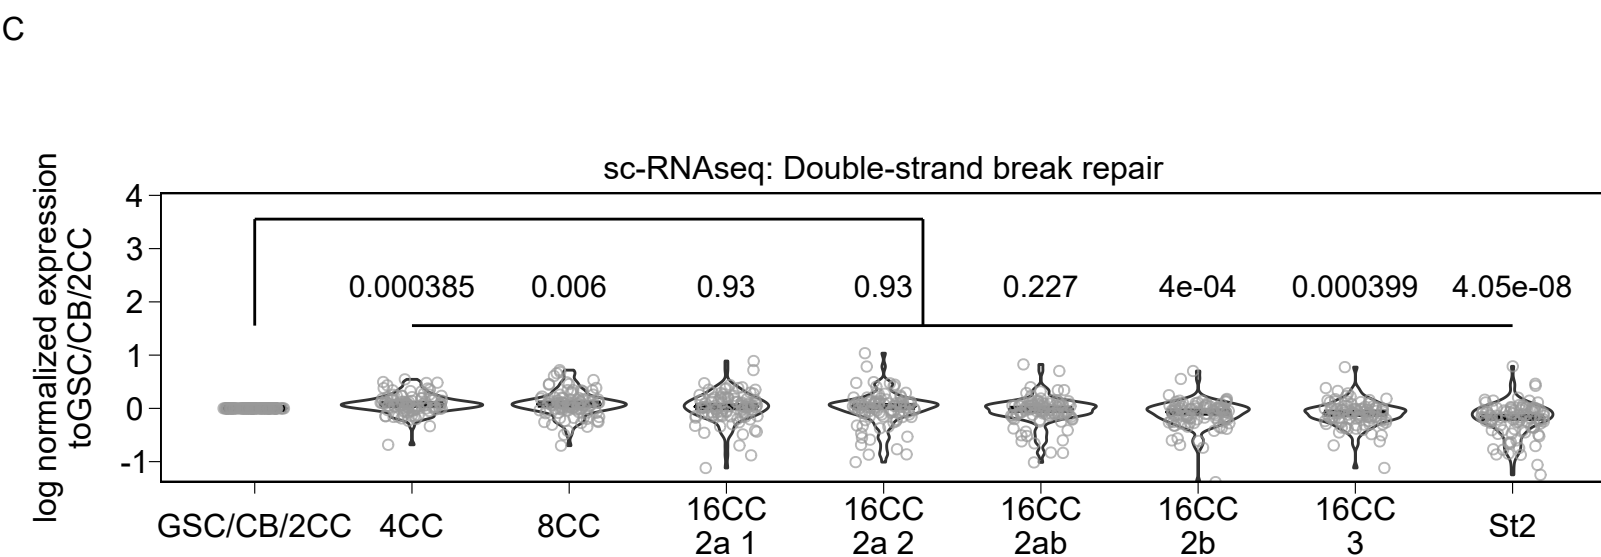 C
sc-RNAseq: Double-strand break repair
log normalized expression
toGSC/CB/2CC
4
3
2
1
0
-1
0.000385 0.006 0.93 0.93 0.227 4e-04 0.000399 4.05e-08
GSC/CB/2CC 4CC 8CC 16CC 16CC 16CC 16CC 16CC St2
2a 1 2a 2 2ab 2b 3